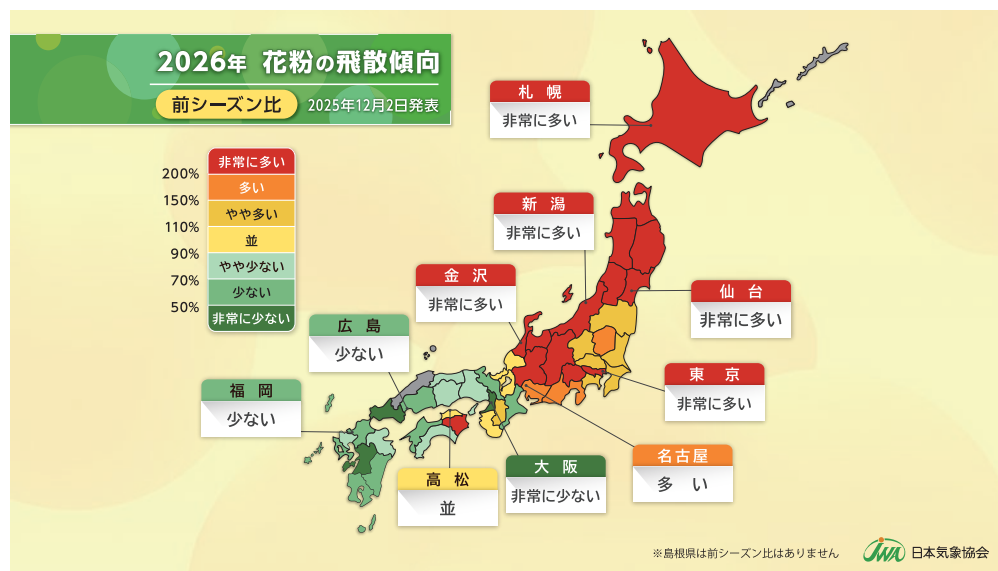 2026年 花粉の飛散傾向
前シーズン比 2025年12月2日発表
非常に多い
200%
多い
150%
やや多い
110%
並
90%
やや少ない
70%
少ない
50%
非常に少ない
札 幌
非常に多い
新 潟
非常に多い
金 沢
非常に多い
仙 台
非常に多い
広 島
少ない
東 京
非常に多い
福 岡
少ない
名古屋
多 い
大 阪
非常に少ない
高 松
並
※島根県は前シーズン比はありません
JWA 日本気象協会